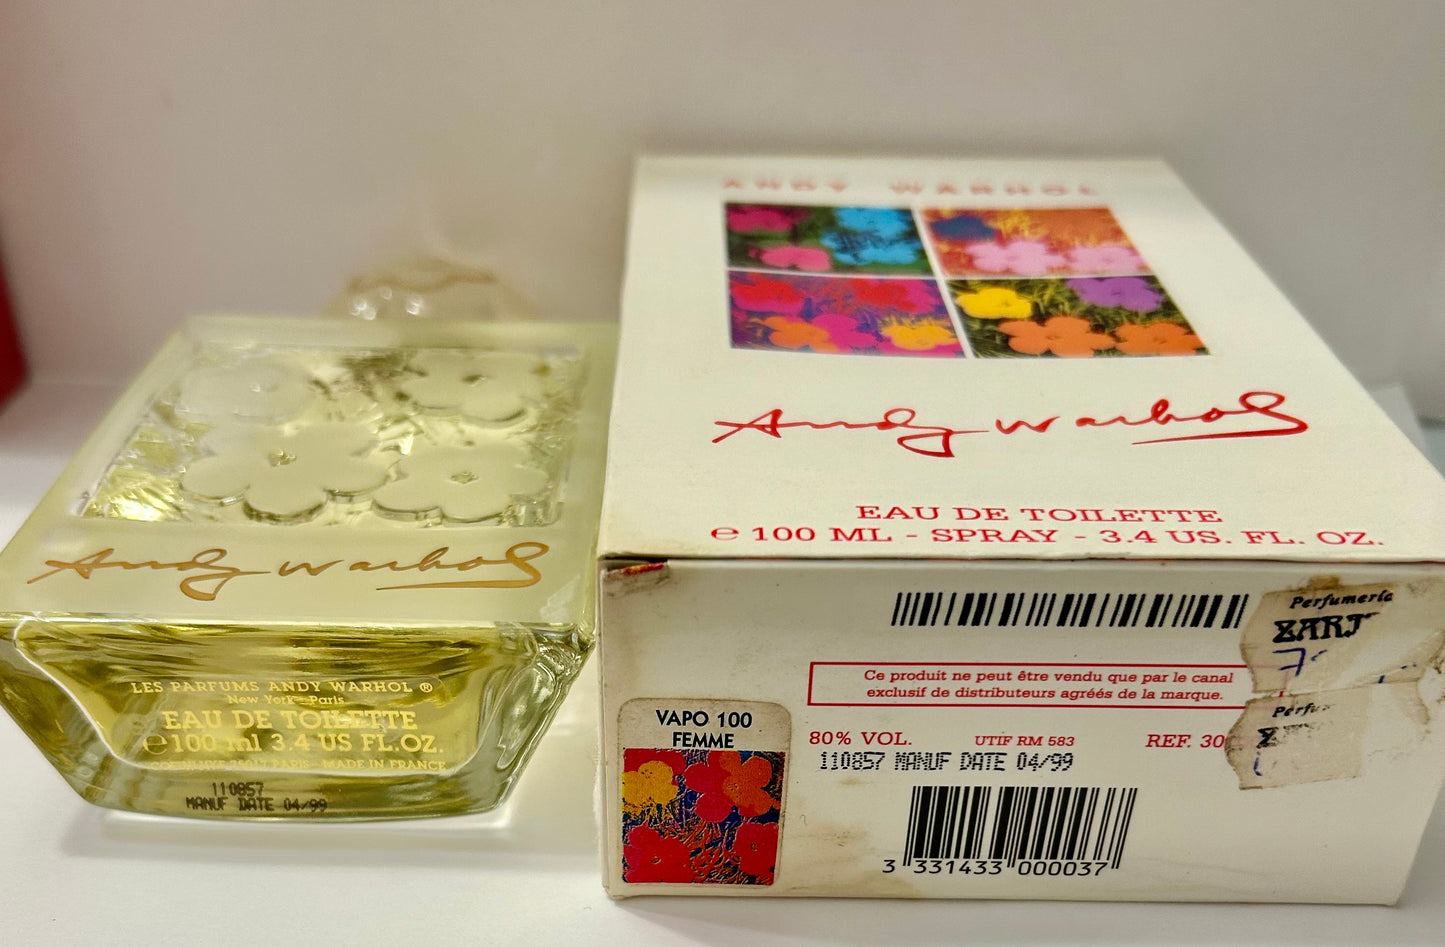 Andy Warhol
LES PARFUMS ANDY WARHOL ®
New York - Paris
EAU DE TOILETTE
℮ 100 ml 3.4 US FL.OZ.
75017 PARIS - MADE IN FRANCE
110857
MANUF DATE 04/99
ANDY WARHOL
Andy Warhol
EAU DE TOILETTE
℮ 100 ML - SPRAY - 3.4 US. FL. OZ.
Perfumería
Ce produit ne peut être vendu que par le canal
exclusif de distributeurs agréés de la marque.
VAPO 100
FEMME
80% VOL.
UTIF RM 583
REF. 30
110857 MANUF DATE 04/99
3 331433 000037